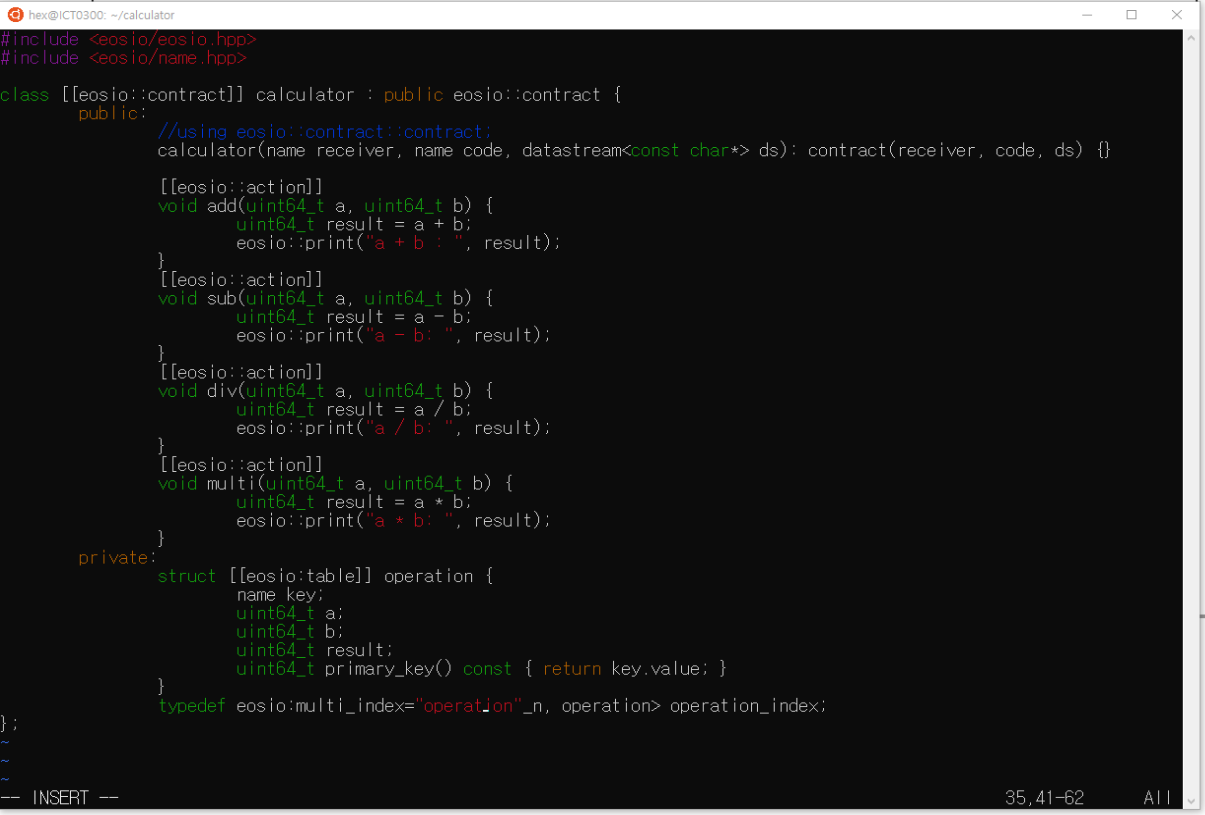 hex@ICT0300: ~/calculator
#include <eosio/eosio.hpp>
#include <eosio/name.hpp>
class [[eosio::contract]] calculator : public eosio::contract {
public:
//using eosio::contract::contract;
calculator(name receiver, name code, datastream<const char*> ds): contract(receiver, code, ds) {}
[[eosio::action]]
void add(uint64_t a, uint64_t b) {
uint64_t result = a + b;
eosio::print("a + b : ", result);
}
[[eosio::action]]
void sub(uint64_t a, uint64_t b) {
uint64_t result = a - b;
eosio::print("a - b: ", result);
}
[[eosio::action]]
void div(uint64_t a, uint64_t b) {
uint64_t result = a / b;
eosio::print("a / b: ", result);
}
[[eosio::action]]
void multi(uint64_t a, uint64_t b) {
uint64_t result = a * b;
eosio::print("a * b: ", result);
}
private:
struct [[eosio:table]] operation {
name key;
uint64_t a;
uint64_t b;
uint64_t result;
uint64_t primary_key() const { return key.value; }
}
typedef eosio:multi_index="operation"_n, operation> operation_index;
};
~
~
~
-- INSERT -- 35,41-62 All